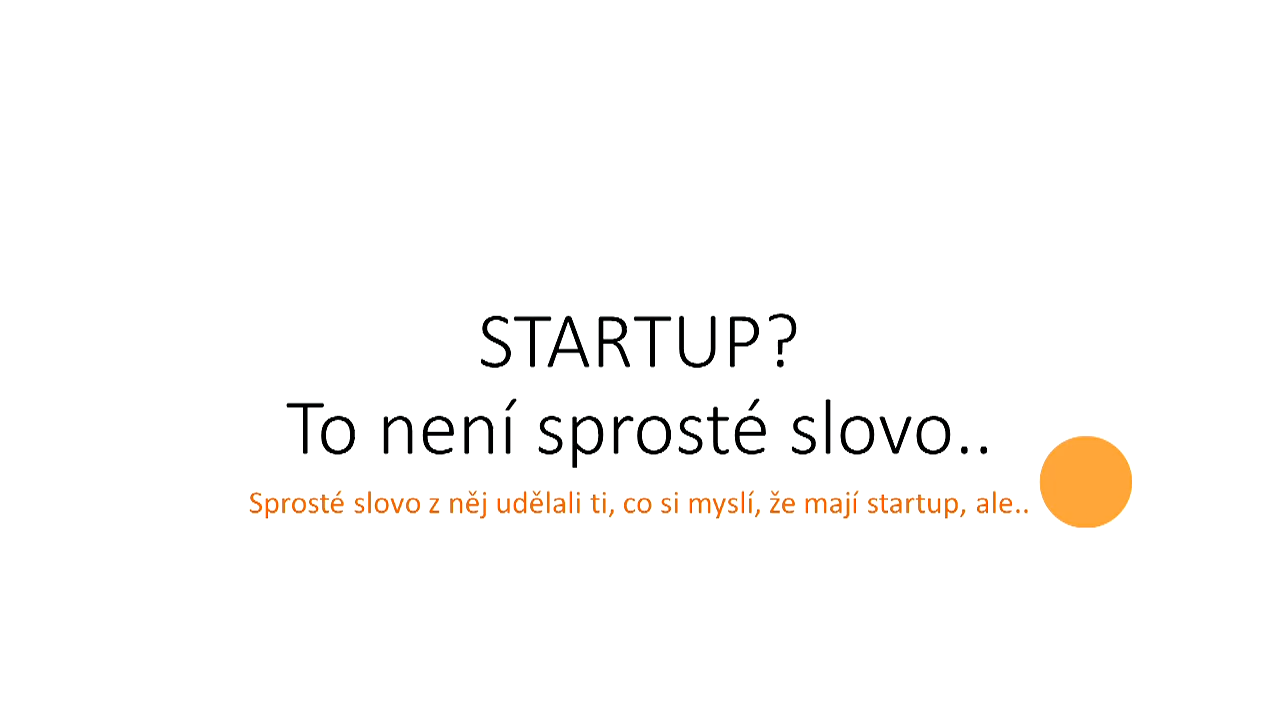 STARTUP?
To není sprosté slovo..
Sprosté slovo z něj udělali ti, co si myslí, že mají startup, ale..